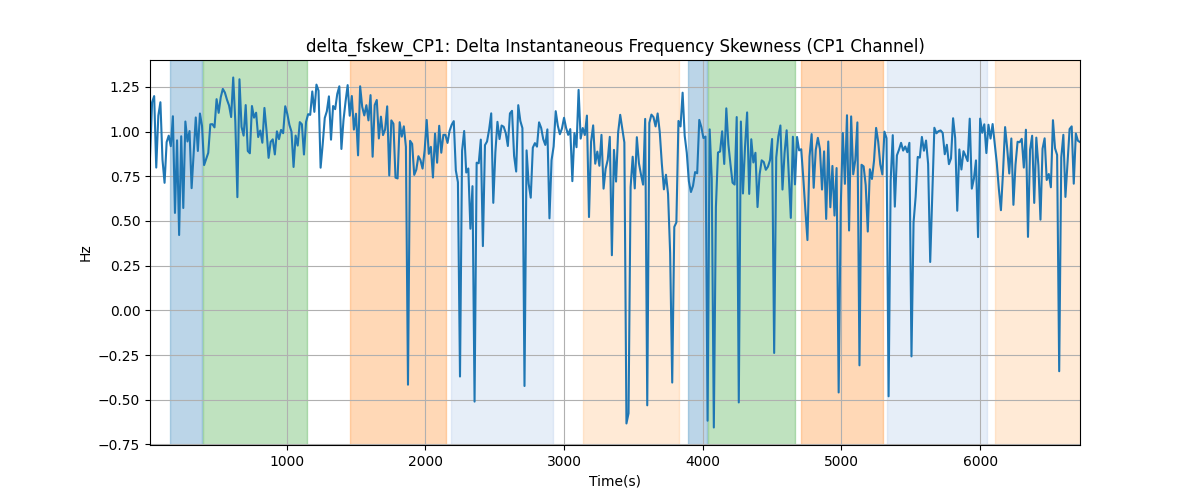 delta_fskew_CP1: Delta Instantaneous Frequency Skewness (CP1 Channel)
1.25
1.00
0.75
0.50
0.25
0.00
−0.25
−0.50
−0.75
Hz
1000 2000 3000 4000 5000 6000
Time(s)